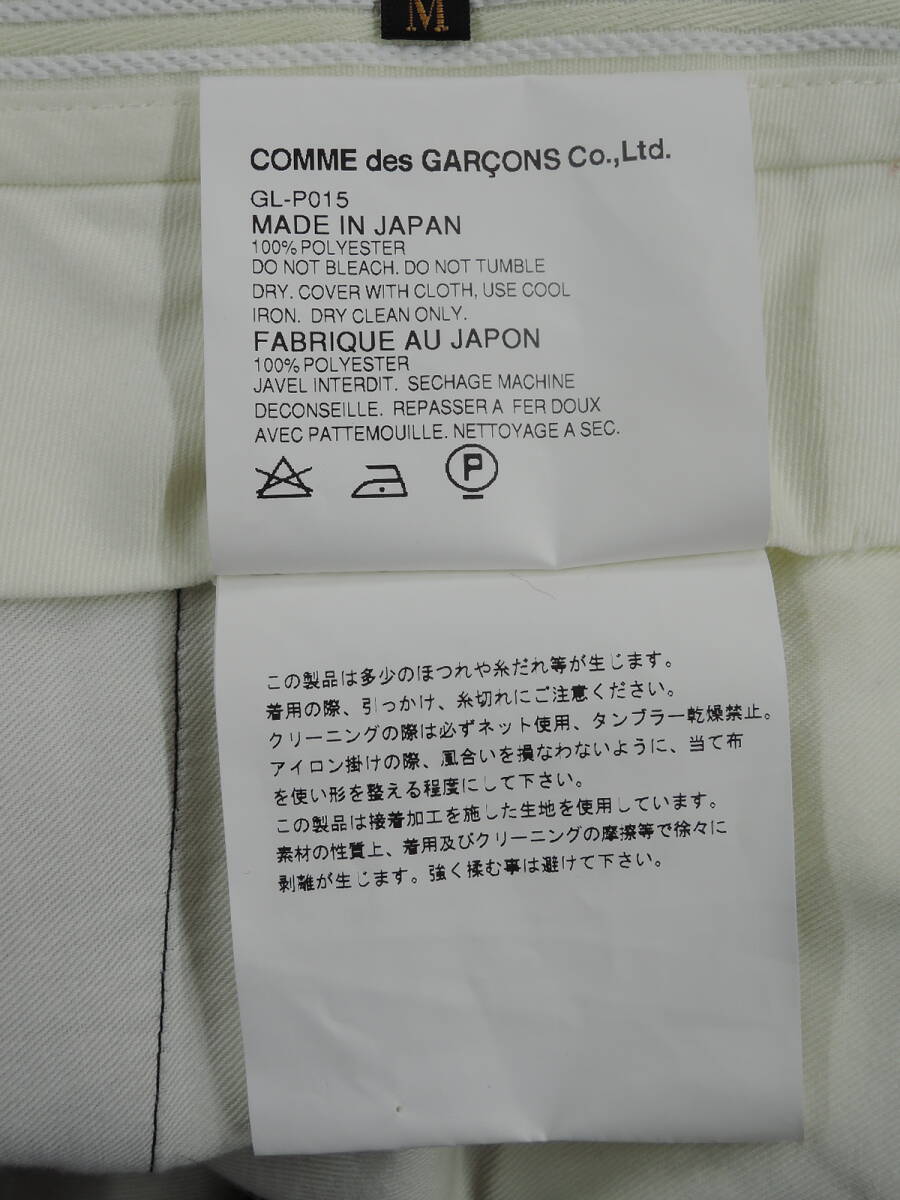 M
COMME des GARÇONS Co.,Ltd.
GL-P015
MADE IN JAPAN
100% POLYESTER
DO NOT BLEACH. DO NOT TUMBLE
DRY. COVER WITH CLOTH, USE COOL
IRON. DRY CLEAN ONLY.
FABRIQUE AU JAPON
100% POLYESTER
JAVEL INTERDIT. SECHAGE MACHINE
DECONSEILLE. REPASSER A FER DOUX
AVEC PATTEMOUILLE. NETTOYAGE A SEC.
P
この製品は多少のほつれや糸だれ等が生じます。
着用の際、引っかけ、糸切れにご注意ください。
クリーニングの際は必ずネット使用、タンブラー乾燥禁止。
アイロン掛けの際、風合いを損なわないように、当て布
を使い形を整える程度にして下さい。
この製品は接着加工を施した生地を使用しています。
素材の性質上、着用及びクリーニングの摩擦等で徐々に
剥離が生じます。強く揉む事は避けて下さい。